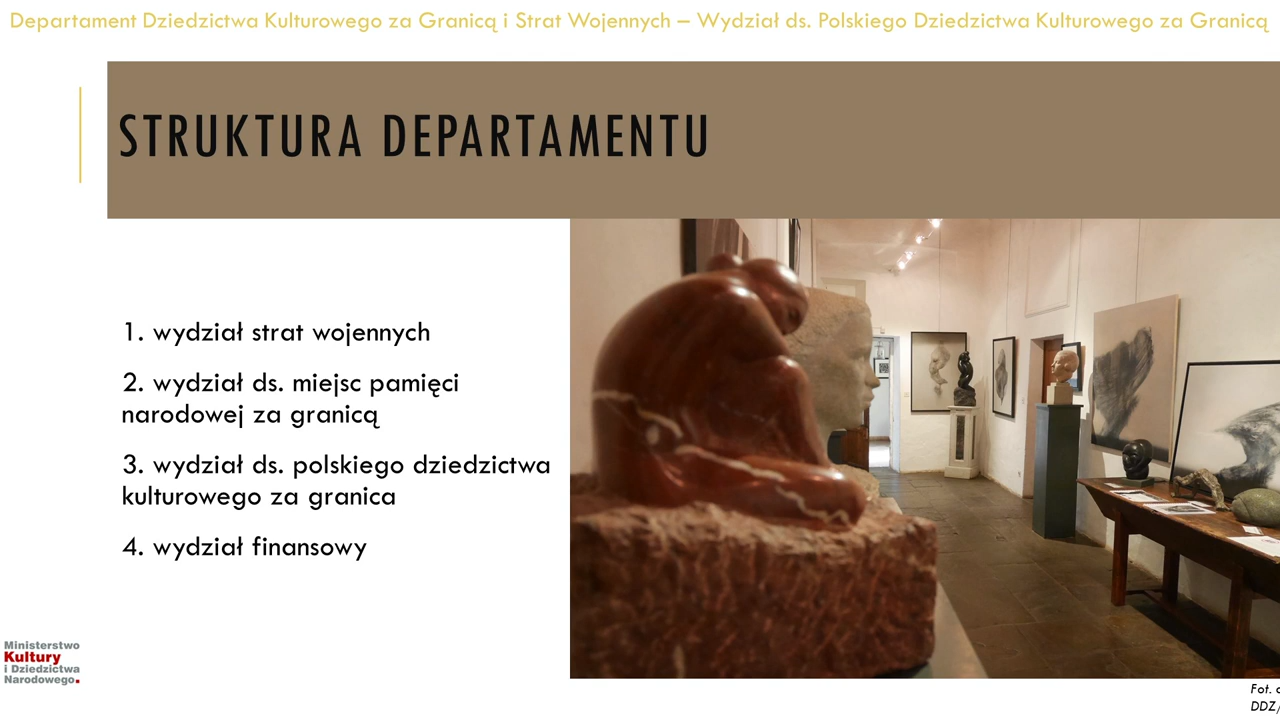 Departament Dziedzictwa Kulturowego za Granicą i Strat Wojennych – Wydział ds. Polskiego Dziedzictwa Kulturowego za Granicą
STRUKTURA DEPARTAMENTU
1. wydział strat wojennych
2. wydział ds. miejsc pamięci
narodowej za granicą
3. wydział ds. polskiego dziedzictwa
kulturowego za granica
4. wydział finansowy
Ministerstwo
Kultury
i Dziedzictwa
Narodowego.
Fot.
DDZ/